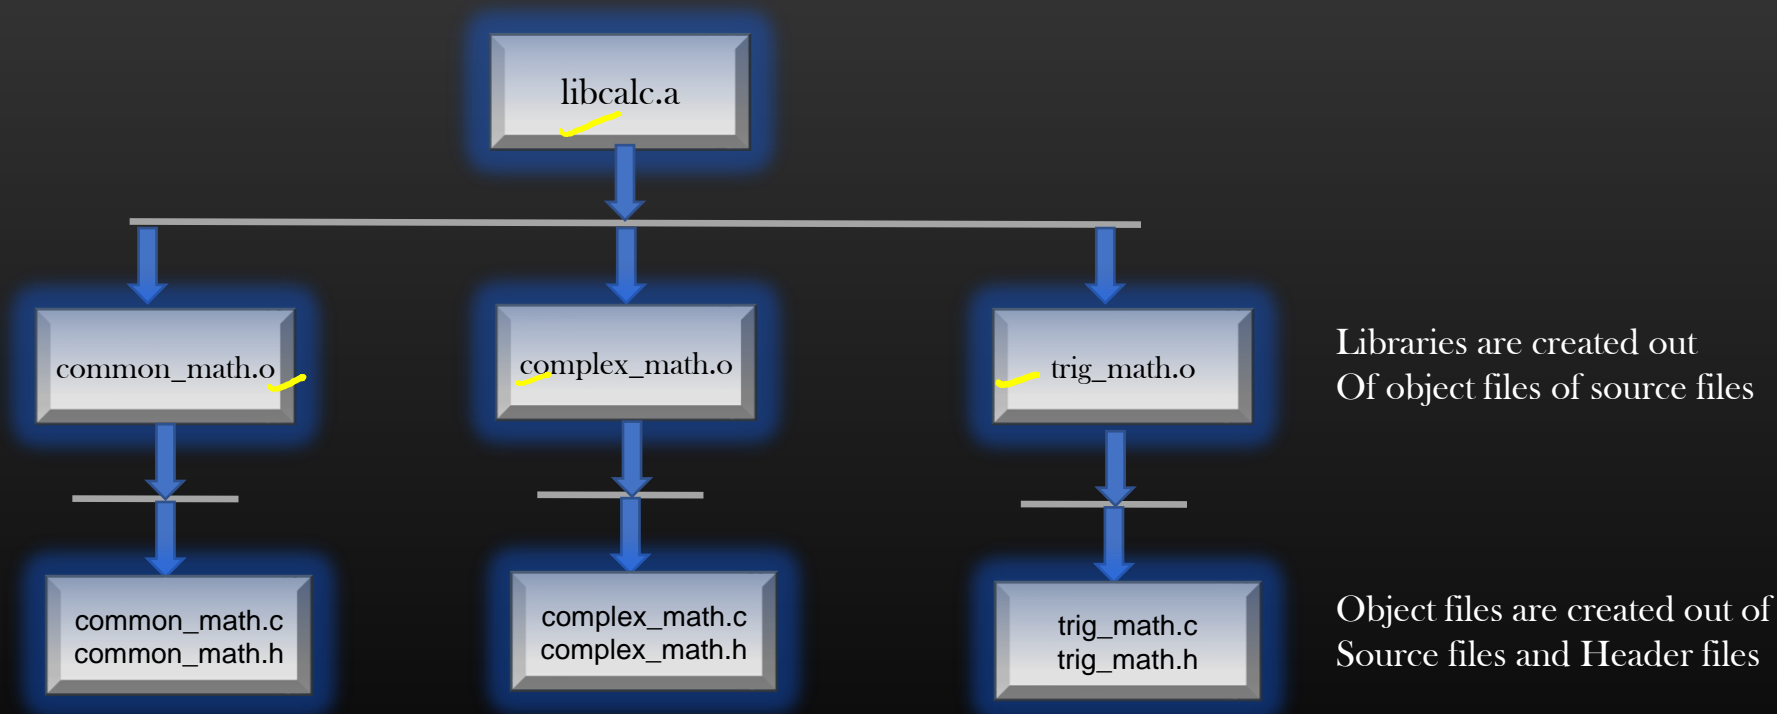 libcalc.a
common_math.o
complex_math.o
trig_math.o
Libraries are created out
Of object files of source files
common_math.c
common_math.h
complex_math.c
complex_math.h
trig_math.c
trig_math.h
Object files are created out of
Source files and Header files